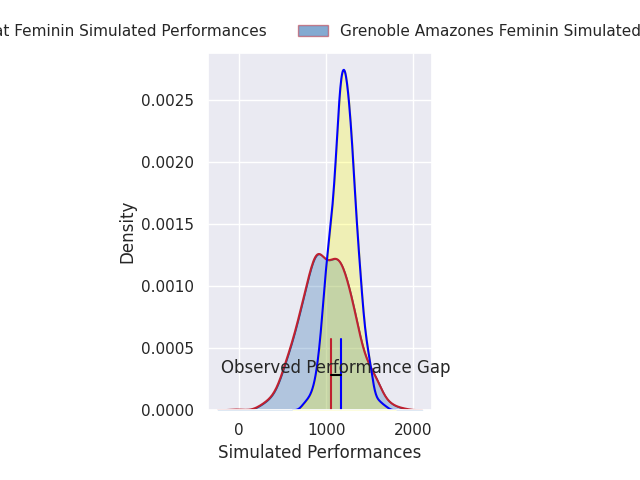 at Feminin Simulated Performances
Grenoble Amazones Feminin Simulated
0.0025
0.0020
0.0015
0.0010
0.0005
0.0000
Density
Observed Performance Gap
0 1000 2000
Simulated Performances